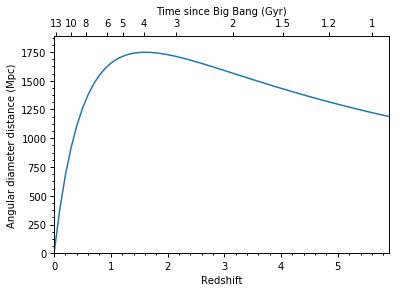 Time since Big Bang (Gyr)
13 10 8 6 5 4 3 2 1.5 1.2 1
Angular diameter distance (Mpc)
1750
1500
1250
1000
750
500
250
0
0 1 2 3 4 5
Redshift